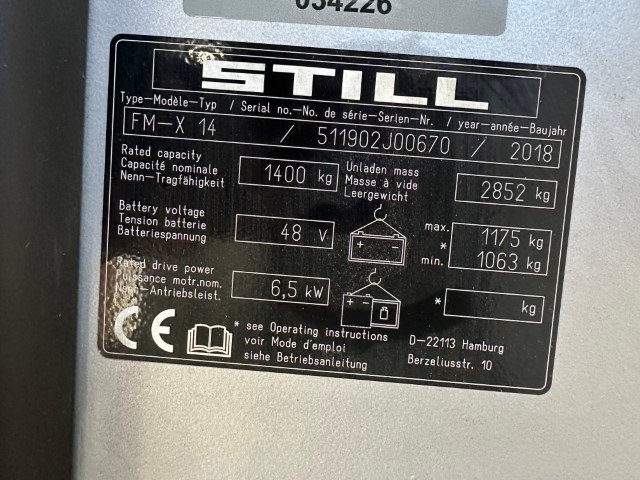 034226
STILL
Type-Modèle-Typ / Serial no.-No. de série-Serien-Nr. / year-année-Baujahr
FM-X 14 / 511902J00670 / 2018
Rated capacity
Capacité nominale
Nenn-Tragfähigkeit
1400 kg
Unladen mass
Masse à vide
Leergewicht
2852 kg
Battery voltage
Tension batterie
Batteriespannung
48 V
+ -
max. 1175 kg
*
min. 1063 kg
Rated drive power
Puissance motr.nom.
Nenn-Antriebsleist.
6,5 kW
+ -
* kg
CE
* see Operating instructions
voir Mode d'emploi
siehe Betriebsanleitung
D-22113 Hamburg
Berzeliusstr. 10